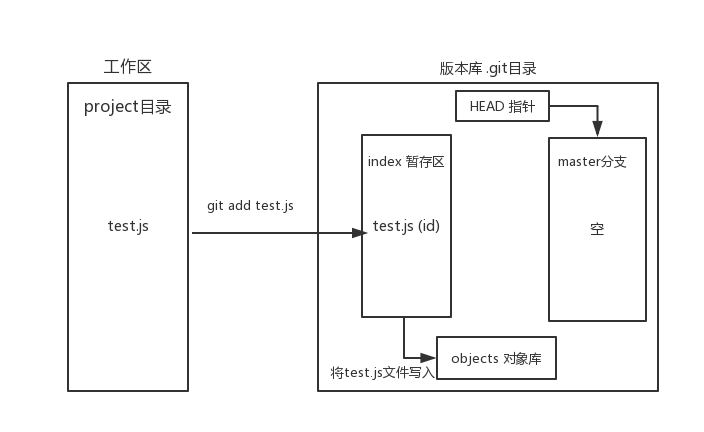 工作区
版本库 .git目录
project目录
HEAD 指针
index 暂存区
master分支
git add test.js
test.js
test.js (id)
空
objects 对象库
将test.js文件写入